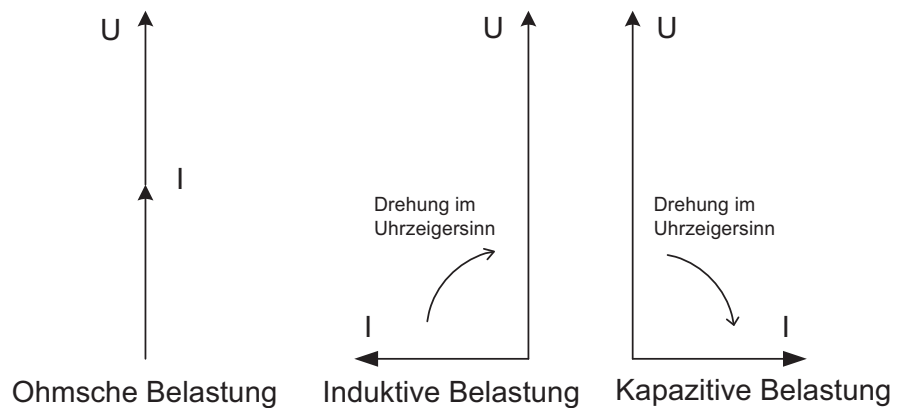 U
I
Ohmsche Belastung
U
Drehung im
Uhrzeigersinn
I
Induktive Belastung
U
Drehung im
Uhrzeigersinn
I
Kapazitive Belastung